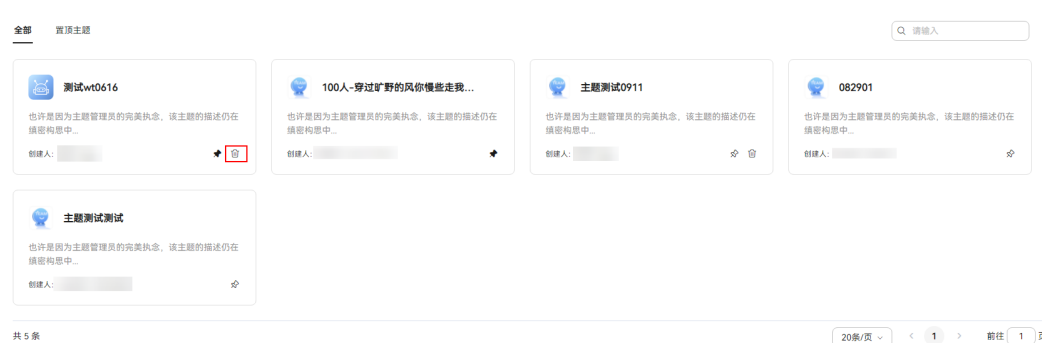 全部
置顶主题
请输入
测试wt0616
也许是因为主题管理员的完美执念，该主题的描述仍在
缜密构思中...
创建人:
100人-穿过旷野的风你慢些走我...
也许是因为主题管理员的完美执念，该主题的描述仍在
缜密构思中...
创建人:
主题测试0911
也许是因为主题管理员的完美执念，该主题的描述仍在
缜密构思中...
创建人:
082901
也许是因为主题管理员的完美执念，该主题的描述仍在
缜密构思中...
创建人:
主题测试测试
也许是因为主题管理员的完美执念，该主题的描述仍在
缜密构思中...
创建人:
共 5 条
20条/页
1
前往 1 页